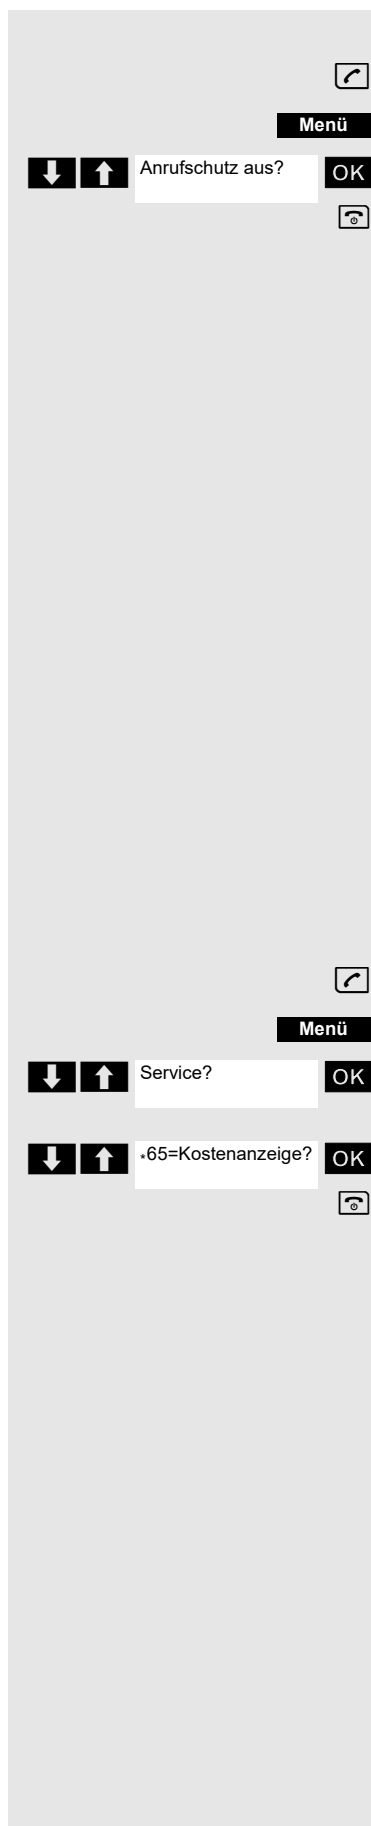 Menü
Anrufschutz aus? OK
Menü
Service? OK
*65=Kostenanzeige? OK